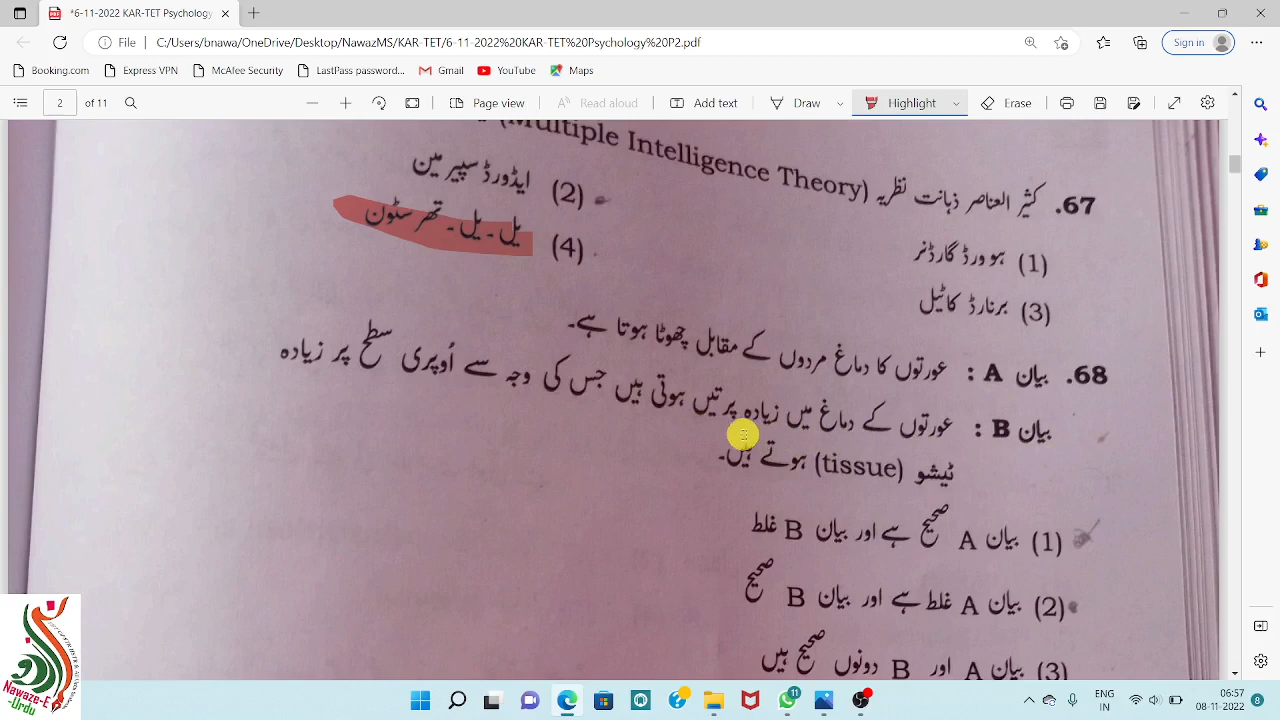 *6-11-2022 KAR-TET Psychology
File C:/Users/bnawa/OneDrive/Desktop/NawazMS/KAR-TET/6-11-2022%20KAR-TET%20Psychology%20P2.pdf
Sign in
Booking.com Express VPN McAfee Security LastPass password... Gmail YouTube Maps
2 of 11 Page view Read aloud Add text Draw Highlight Erase
67. کثیر العناصر ذہانت نظریہ (Multiple Intelligence Theory)
(1) ہوورڈ گارڈنر (2) ایڈورڈ سپیرمین
(3) برنارڈ کاٹیل (4) یل۔ یل۔ تھرسٹون
68. بیان A : عورتوں کا دماغ مردوں کے مقابل چھوٹا ہوتا ہے۔
بیان B : عورتوں کے دماغ میں زیادہ پرتیں ہوتی ہیں جس کی وجہ سے اُوپری سطح پر زیادہ
ٹیشو (tissue) ہوتے ہیں۔
(1) بیان A صحیح ہے اور بیان B غلط
(2) بیان A غلط ہے اور بیان B صحیح
(3) بیان A اور B دونوں صحیح ہیں
Nawaz-E-
Urdu
11
ENG
IN
06:57
08-11-2022
8